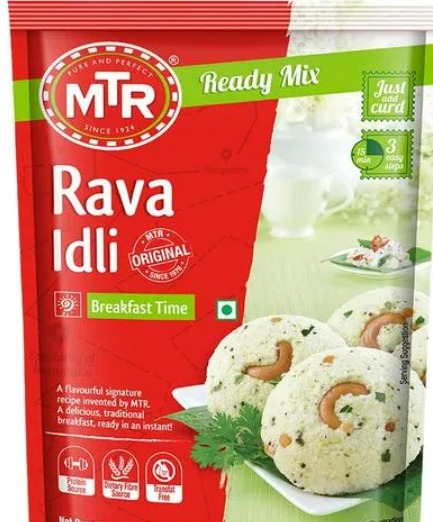 PURE AND PERFECT
MTR
®
SINCE 1924
Ready Mix
Just
add
curd
15
min
3
easy
steps
Rava
Idli
MTR
ORIGINAL
SINCE 1976
Breakfast Time
A flavourful signature
recipe invented by MTR.
A delicious, traditional
breakfast, ready in an instant!
Protein
Source
Dietary Fibre
Source
Transfat
Free
Serving Suggestion